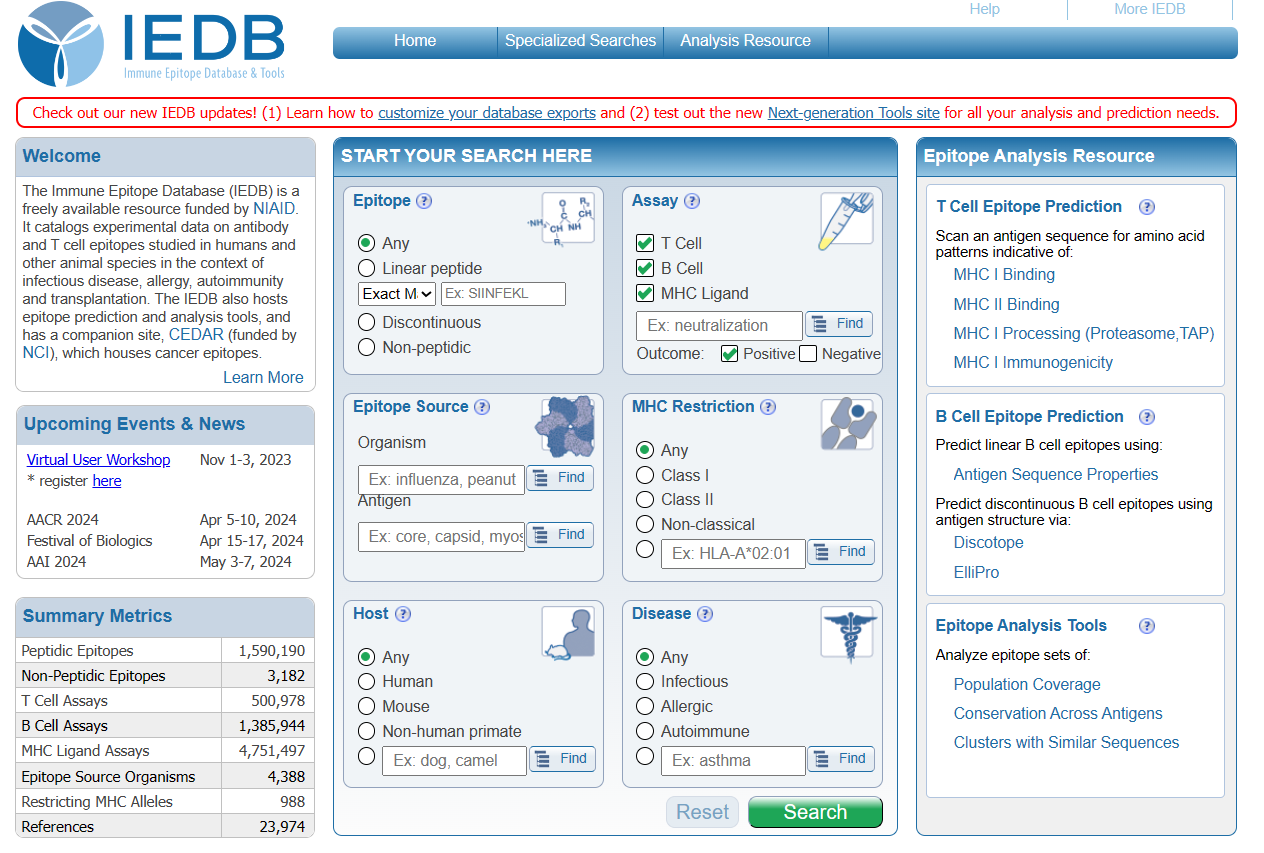 Help
More IEDB
IEDB
Immune Epitope Database & Tools
Home
Specialized Searches
Analysis Resource
Check out our new IEDB updates! (1) Learn how to customize your database exports and (2) test out the new Next-generation Tools site for all your analysis and prediction needs.
Welcome
The Immune Epitope Database (IEDB) is a
freely available resource funded by NIAID.
It catalogs experimental data on antibody
and T cell epitopes studied in humans and
other animal species in the context of
infectious disease, allergy, autoimmunity
and transplantation. The IEDB also hosts
epitope prediction and analysis tools, and
has a companion site, CEDAR (funded by
NCI), which houses cancer epitopes.
Learn More
Upcoming Events & News
Virtual User Workshop Nov 1-3, 2023
* register here
AACR 2024 Apr 5-10, 2024
Festival of Biologics Apr 15-17, 2024
AAI 2024 May 3-7, 2024
Summary Metrics
Peptidic Epitopes 1,590,190
Non-Peptidic Epitopes 3,182
T Cell Assays 500,978
B Cell Assays 1,385,944
MHC Ligand Assays 4,751,497
Epitope Source Organisms 4,388
Restricting MHC Alleles 988
References 23,974
START YOUR SEARCH HERE
Epitope ?
Any
Linear peptide
Exact M Ex: SIINFEKL
Discontinuous
Non-peptidic
Assay ?
T Cell
B Cell
MHC Ligand
Ex: neutralization Find
Outcome: Positive Negative
Epitope Source ?
Organism
Ex: influenza, peanut Find
Antigen
Ex: core, capsid, myos Find
MHC Restriction ?
Any
Class I
Class II
Non-classical
Ex: HLA-A*02:01 Find
Host ?
Any
Human
Mouse
Non-human primate
Ex: dog, camel Find
Disease ?
Any
Infectious
Allergic
Autoimmune
Ex: asthma Find
Reset Search
Epitope Analysis Resource
T Cell Epitope Prediction ?
Scan an antigen sequence for amino acid
patterns indicative of:
MHC I Binding
MHC II Binding
MHC I Processing (Proteasome,TAP)
MHC I Immunogenicity
B Cell Epitope Prediction ?
Predict linear B cell epitopes using:
Antigen Sequence Properties
Predict discontinuous B cell epitopes using
antigen structure via:
Discotope
ElliPro
Epitope Analysis Tools ?
Analyze epitope sets of:
Population Coverage
Conservation Across Antigens
Clusters with Similar Sequences